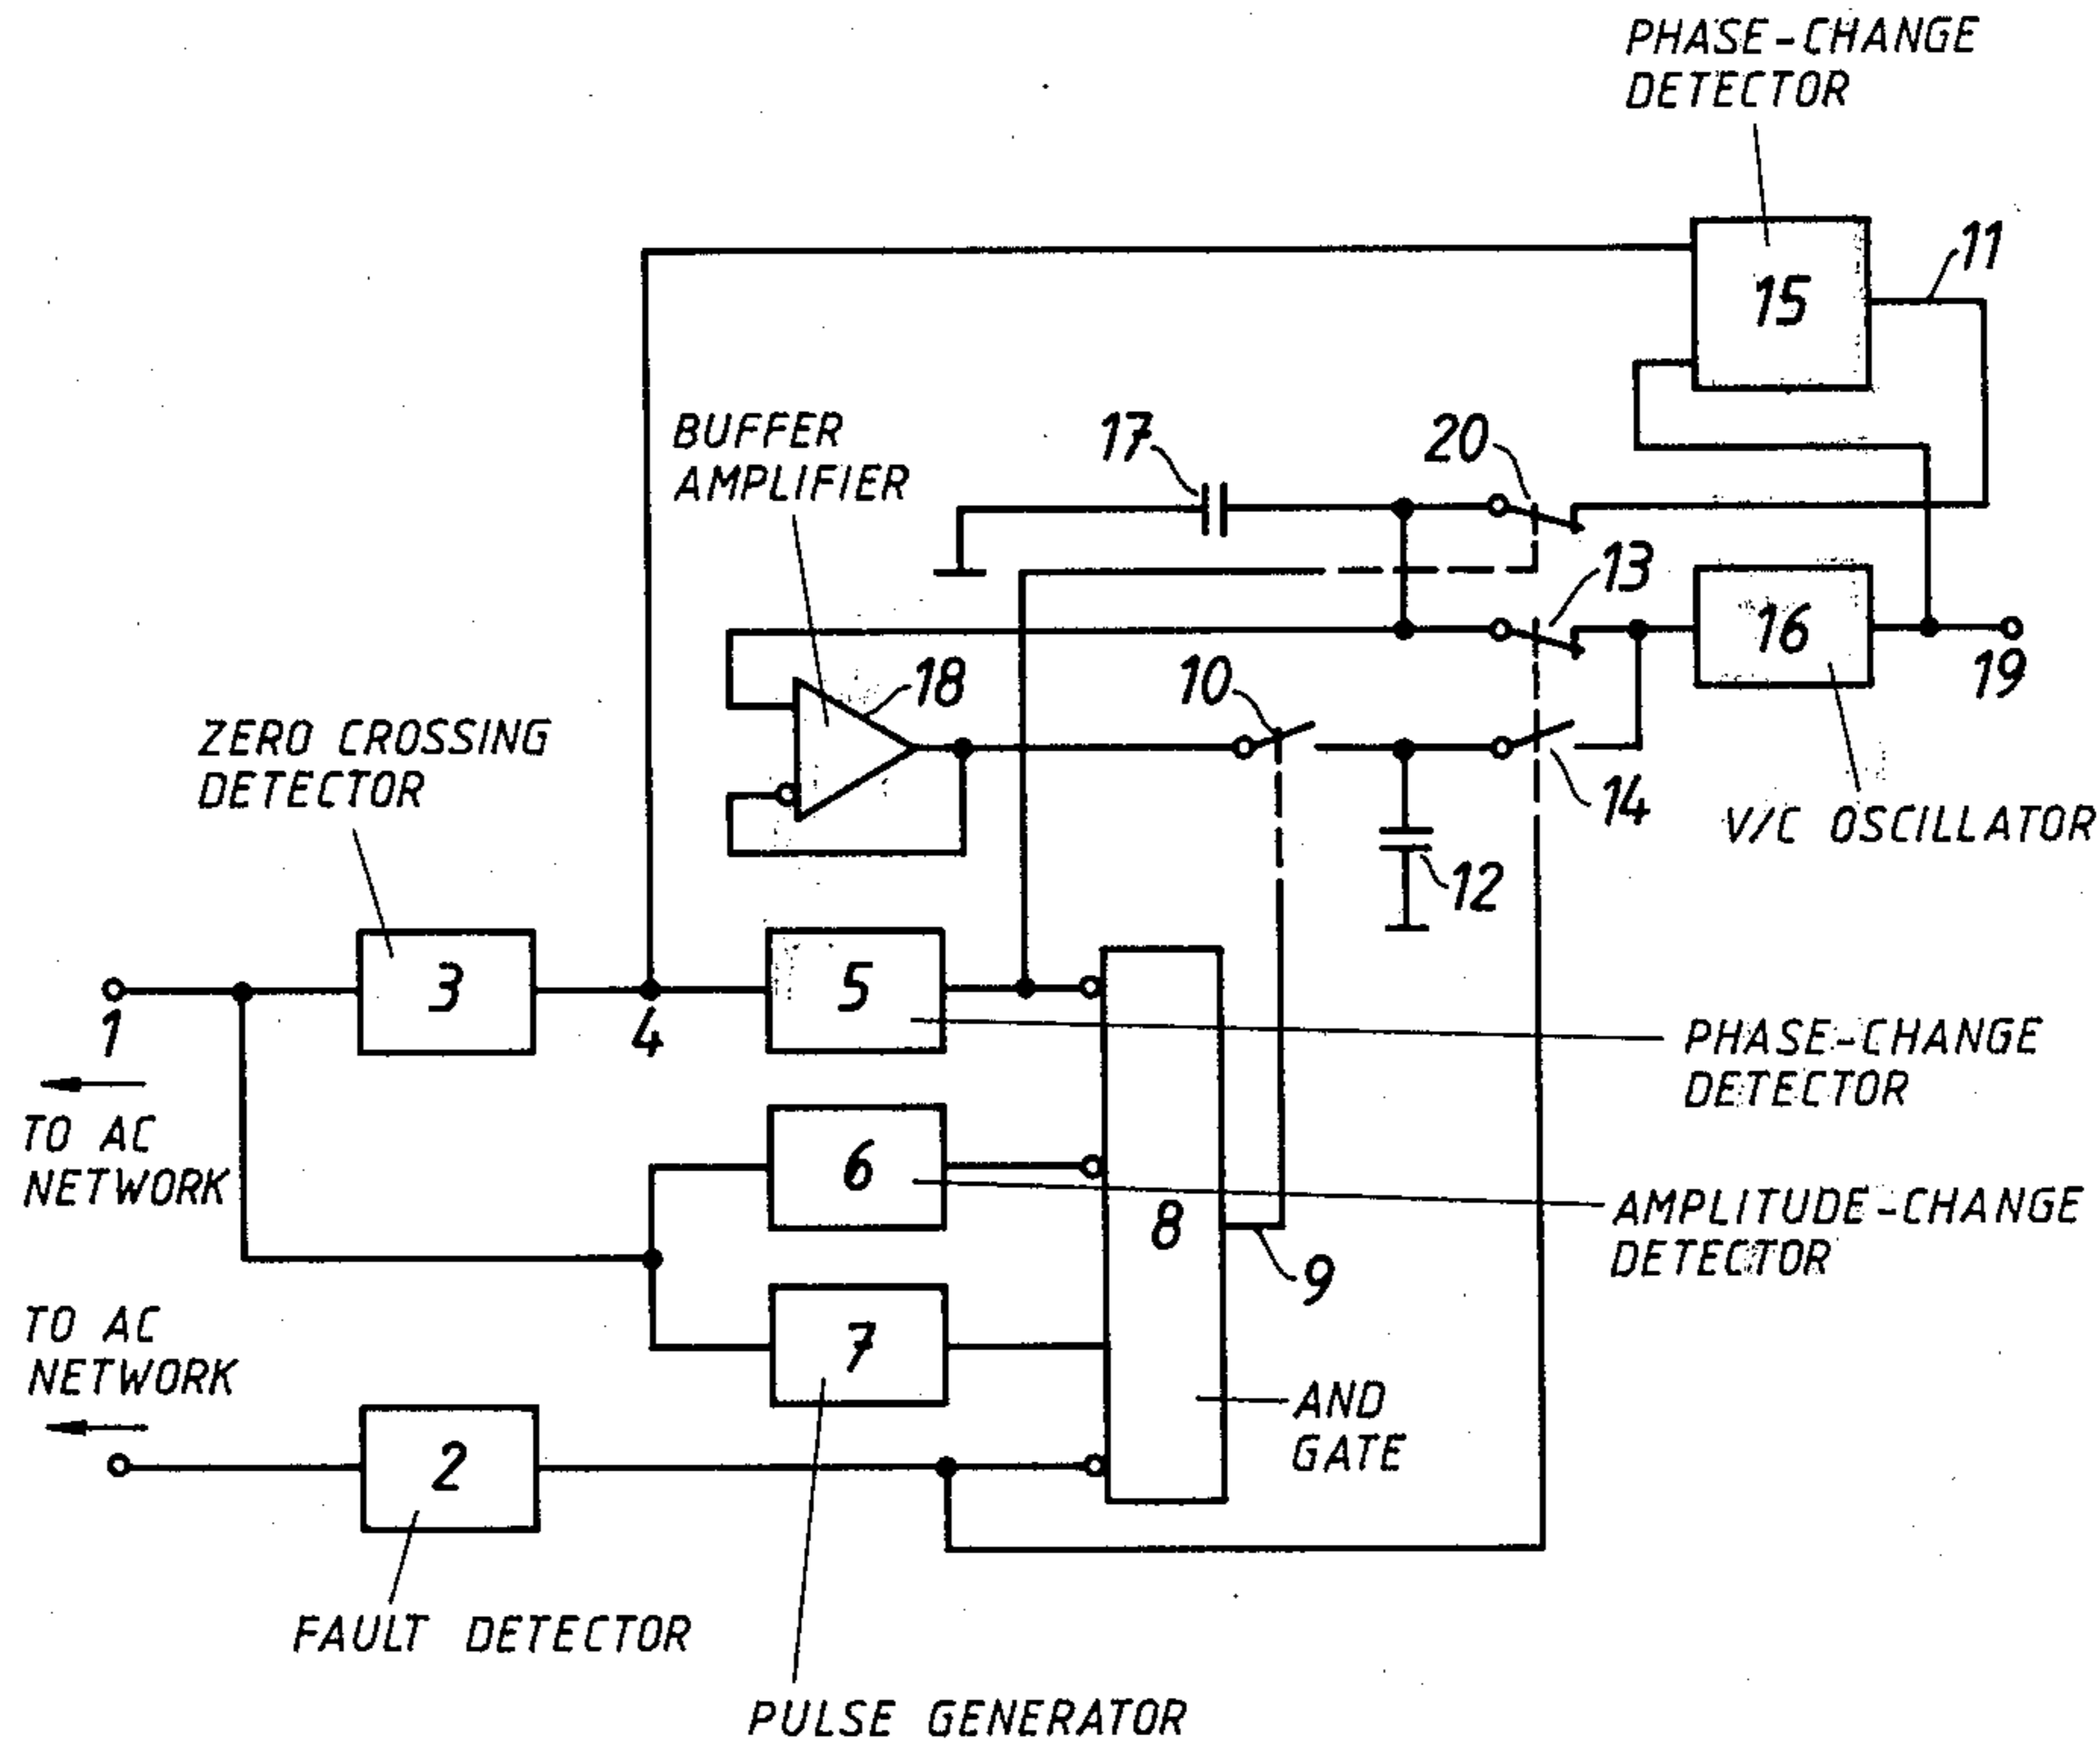 PHASE-CHANGE
DETECTOR
15
11
BUFFER
AMPLIFIER
17
20
13
16
19
18
10
14
12
V/C OSCILLATOR
ZERO CROSSING
DETECTOR
3
5
1
4
TO AC
NETWORK
PHASE-CHANGE
DETECTOR
6
8
9
AMPLITUDE-CHANGE
DETECTOR
TO AC
NETWORK
7
AND
GATE
2
FAULT DETECTOR
PULSE GENERATOR